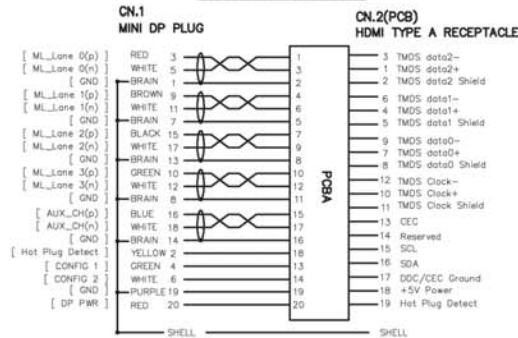 CN.1
MINI DP PLUG
CN.2(PCB)
HDMI TYPE A RECEPTACLE
[ ML_Lane 0(p) ] RED 3 1 3 TMDS data2-
[ ML_Lane 0(n) ] WHITE 5 3 1 TMDS data2+
[ GND ] BRAIN 1 2 2 TMDS data2 Shield
[ ML_Lane 1(p) ] BROWN 9 4 6 TMDS data1-
[ ML_Lane 1(n) ] WHITE 11 6 4 TMDS data1+
[ GND ] BRAIN 7 5 5 TMDS data1 Shield
[ ML_Lane 2(p) ] BLACK 15 7 9 TMDS data0-
[ ML_Lane 2(n) ] WHITE 17 9 7 TMDS data0+
[ GND ] BRAIN 13 8 8 TMDS data0 Shield
[ ML_Lane 3(p) ] GREEN 10 10 12 TMDS Clock-
[ ML_Lane 3(n) ] WHITE 12 12 10 TMDS Clock+
[ GND ] BRAIN 8 11 11 TMDS Clock Shield
[ AUX_CH(p) ] BLUE 16 15 13 CEC
[ AUX_CH(n) ] WHITE 18 17 14 Reserved
[ GND ] BRAIN 14 16 15 SCL
[ Hot Plug Detect ] YELLOW 2 18 16 SDA
[ CONFIG 1 ] GREEN 4 13 17 DDC/CEC Ground
[ CONFIG 2 ] WHITE 6 14 18 +5V Power
[ GND ] PURPLE 19 19 19 Hot Plug Detect
[ DP PWR ] RED 20 20
PCBA
SHELL SHELL